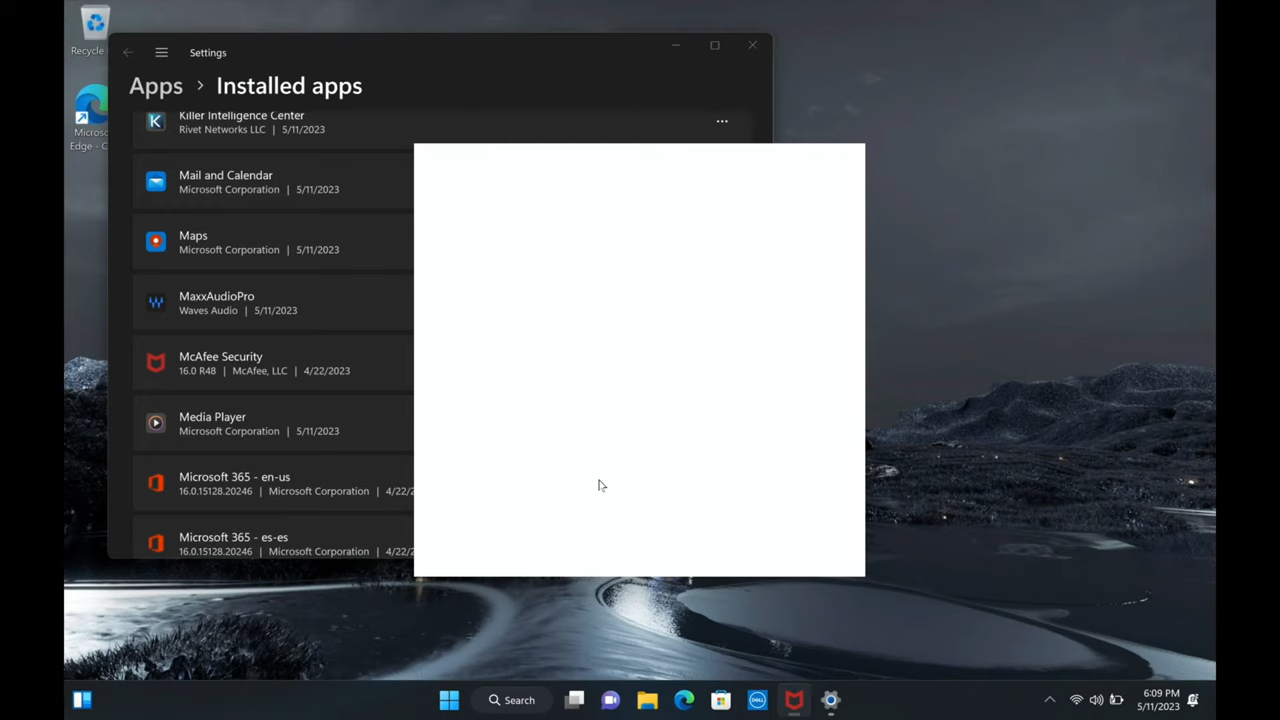 Recycle
Microso
Edge - C
Settings
Apps > Installed apps
Killer Intelligence Center
Rivet Networks LLC | 5/11/2023
Mail and Calendar
Microsoft Corporation | 5/11/2023
Maps
Microsoft Corporation | 5/11/2023
MaxxAudioPro
Waves Audio | 5/11/2023
McAfee Security
16.0 R48 | McAfee, LLC | 4/22/2023
Media Player
Microsoft Corporation | 5/11/2023
Microsoft 365 - en-us
16.0.15128.20246 | Microsoft Corporation | 4/22/2
Microsoft 365 - es-es
16.0.15128.20246 | Microsoft Corporation | 4/22/2
Search
DELL
6:09 PM
5/11/2023